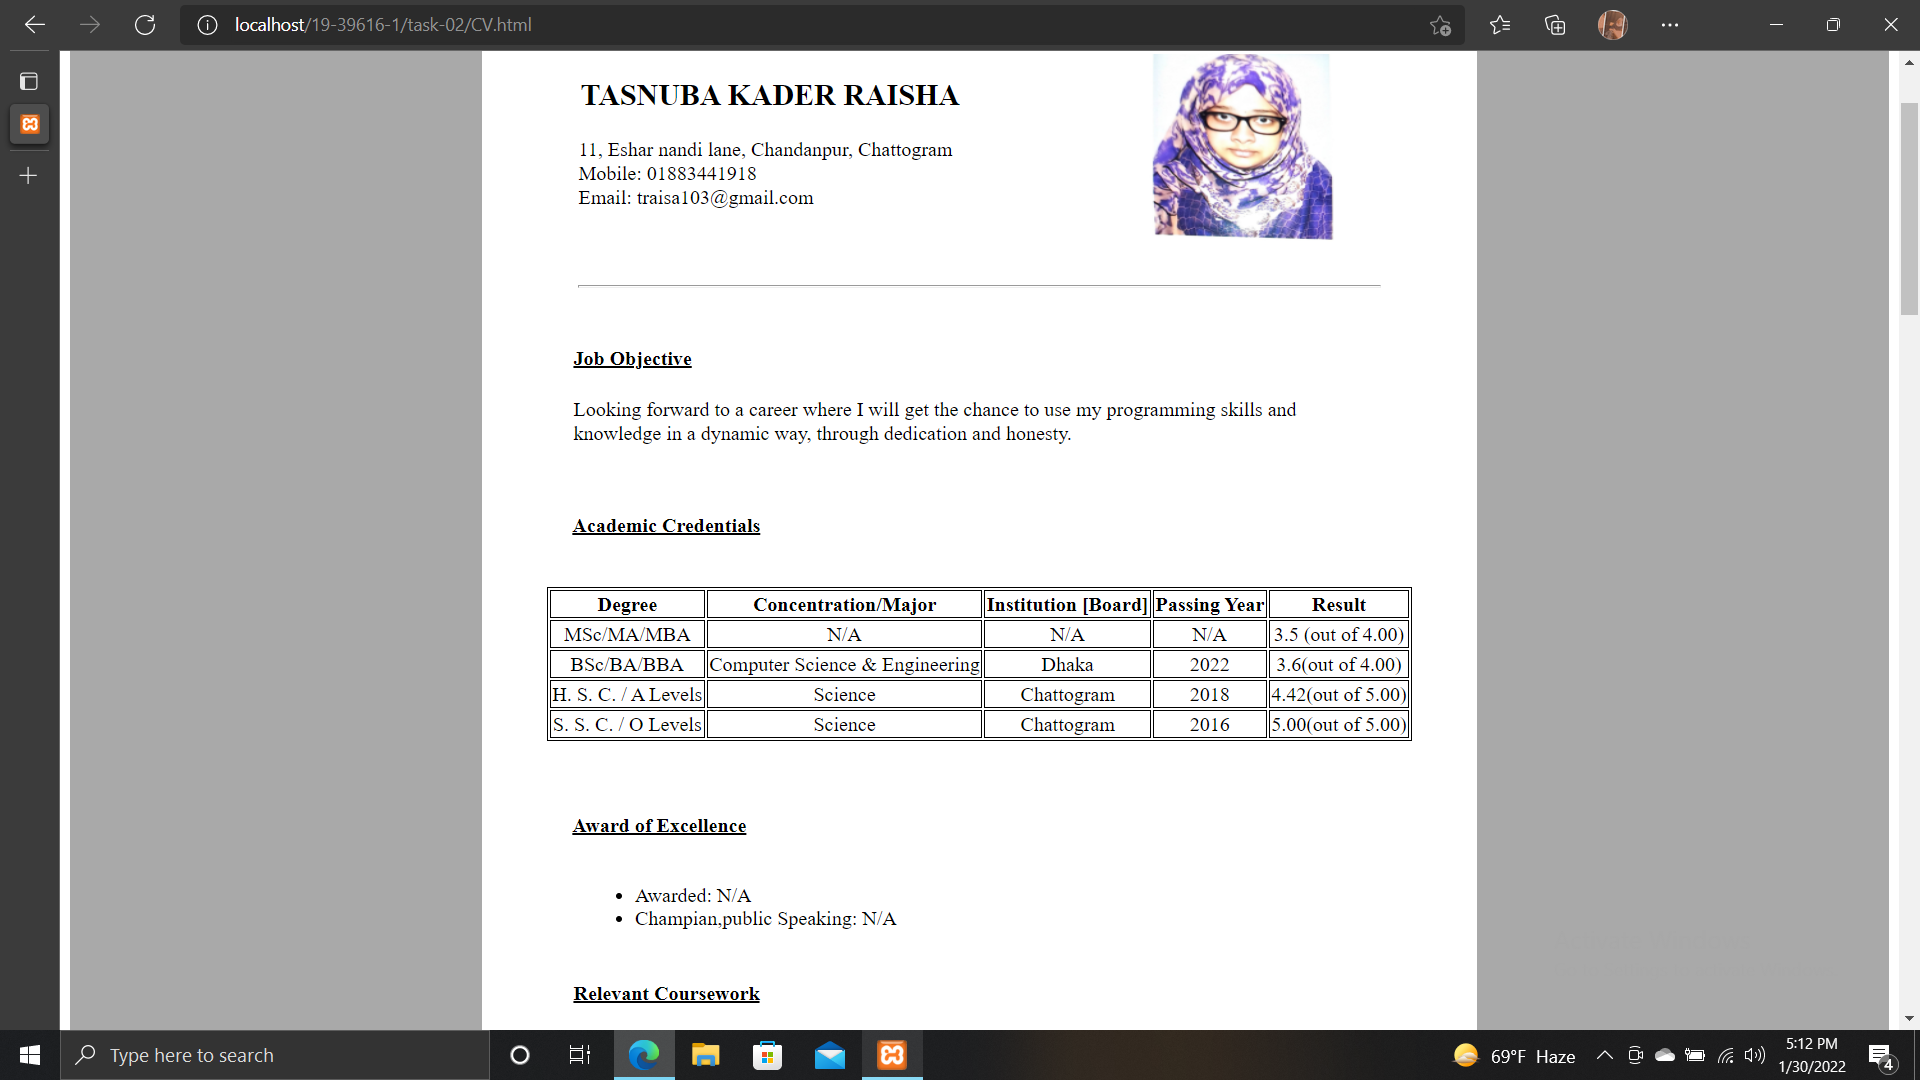 localhost/19-39616-1/task-02/CV.html
TASNUBA KADER RAISHA
11, Eshar nandi lane, Chandanpur, Chattogram
Mobile: 01883441918
Email: traisa103@gmail.com
Job Objective
Looking forward to a career where I will get the chance to use my programming skills and
knowledge in a dynamic way, through dedication and honesty.
Academic Credentials
Degree Concentration/Major Institution [Board] Passing Year Result
MSc/MA/MBA N/A N/A N/A 3.5 (out of 4.00)
BSc/BA/BBA Computer Science & Engineering Dhaka 2022 3.6(out of 4.00)
H. S. C. / A Levels Science Chattogram 2018 4.42(out of 5.00)
S. S. C. / O Levels Science Chattogram 2016 5.00(out of 5.00)
Award of Excellence
• Awarded: N/A
• Champian,public Speaking: N/A
Relevant Coursework
Type here to search
69°F Haze
5:12 PM
1/30/2022
4